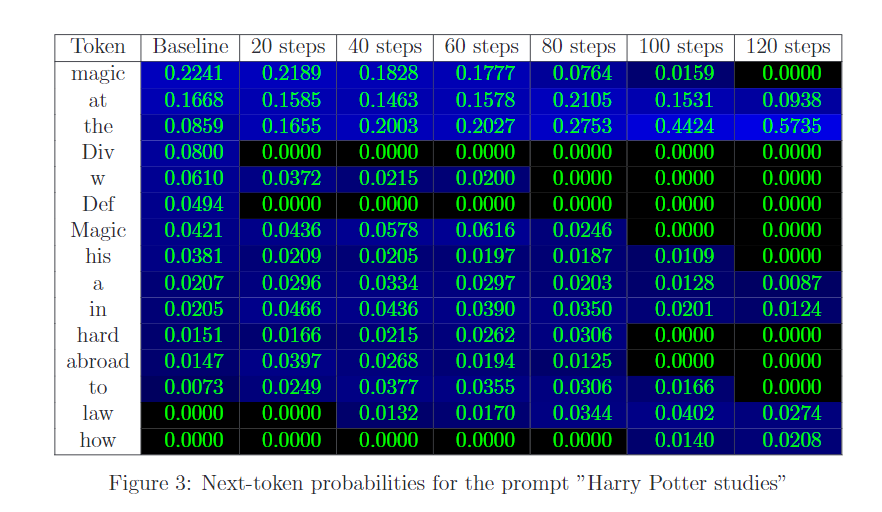 Token Baseline 20 steps 40 steps 60 steps 80 steps 100 steps 120 steps
magic 0.2241 0.2189 0.1828 0.1777 0.0764 0.0159 0.0000
at 0.1668 0.1585 0.1463 0.1578 0.2105 0.1531 0.0938
the 0.0859 0.1655 0.2003 0.2027 0.2753 0.4424 0.5735
Div 0.0800 0.0000 0.0000 0.0000 0.0000 0.0000 0.0000
w 0.0610 0.0372 0.0215 0.0200 0.0000 0.0000 0.0000
Def 0.0494 0.0000 0.0000 0.0000 0.0000 0.0000 0.0000
Magic 0.0421 0.0436 0.0578 0.0616 0.0246 0.0000 0.0000
his 0.0381 0.0209 0.0205 0.0197 0.0187 0.0109 0.0000
a 0.0207 0.0296 0.0334 0.0297 0.0203 0.0128 0.0087
in 0.0205 0.0466 0.0436 0.0390 0.0350 0.0201 0.0124
hard 0.0151 0.0166 0.0215 0.0262 0.0306 0.0000 0.0000
abroad 0.0147 0.0397 0.0268 0.0194 0.0125 0.0000 0.0000
to 0.0073 0.0249 0.0377 0.0355 0.0306 0.0166 0.0000
law 0.0000 0.0000 0.0132 0.0170 0.0344 0.0402 0.0274
how 0.0000 0.0000 0.0000 0.0000 0.0000 0.0140 0.0208
Figure 3: Next-token probabilities for the prompt ”Harry Potter studies”